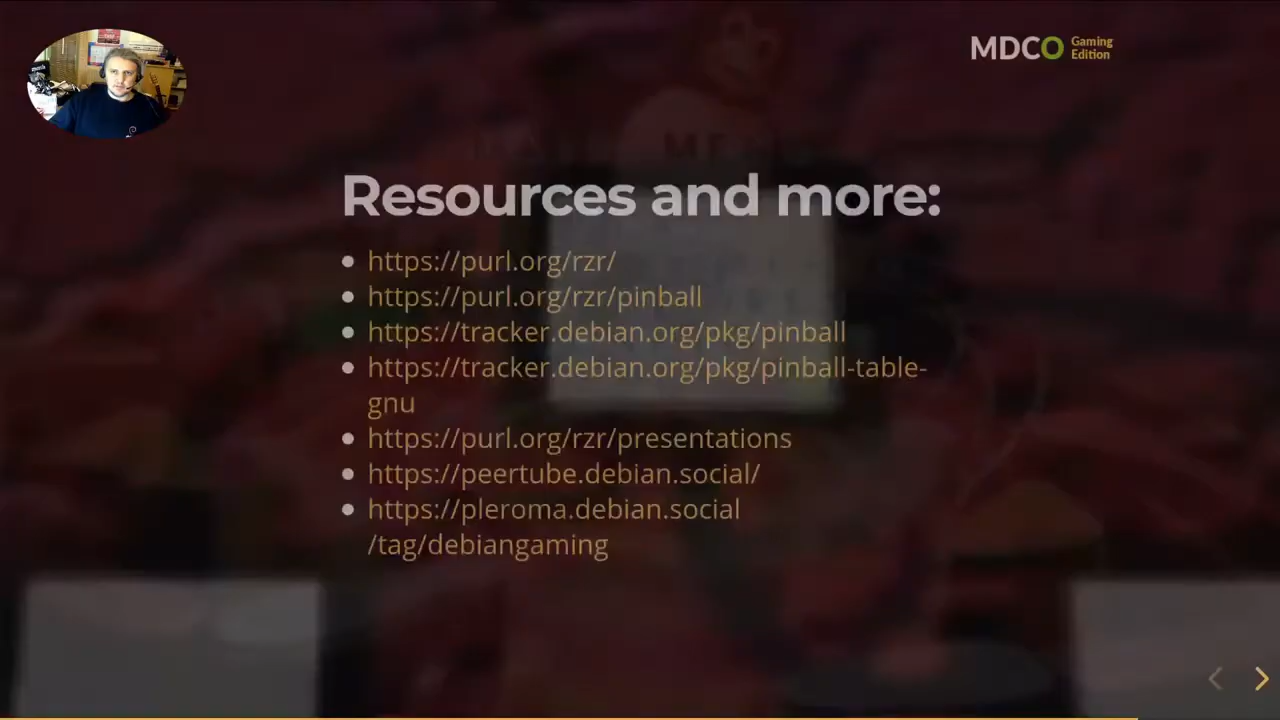 MDCO Gaming
Edition
Resources and more:
https://purl.org/rzr/
https://purl.org/rzr/pinball
https://tracker.debian.org/pkg/pinball
https://tracker.debian.org/pkg/pinball-table-
gnu
https://purl.org/rzr/presentations
https://peertube.debian.social/
https://pleroma.debian.social
/tag/debiangaming